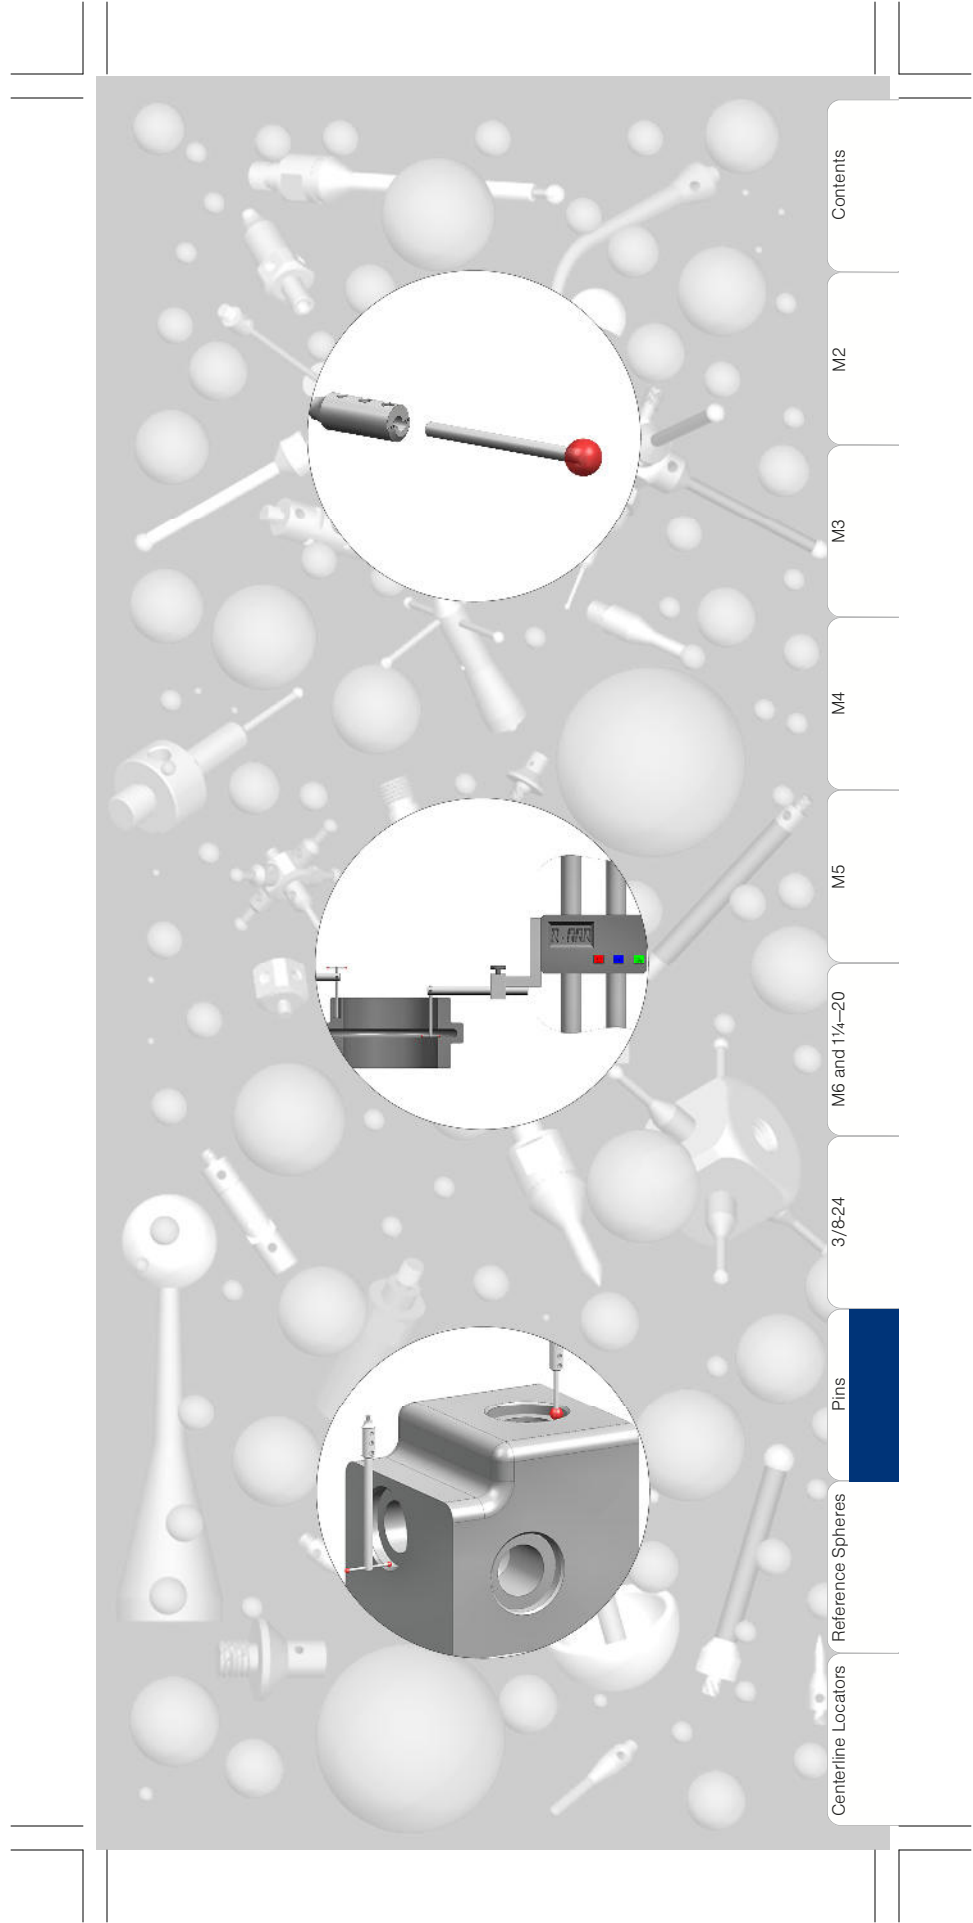 Contents
M2
M3
M4
M5
M6 and 1¼–20
3/8-24
Pins
Reference Spheres
Centerline Locators